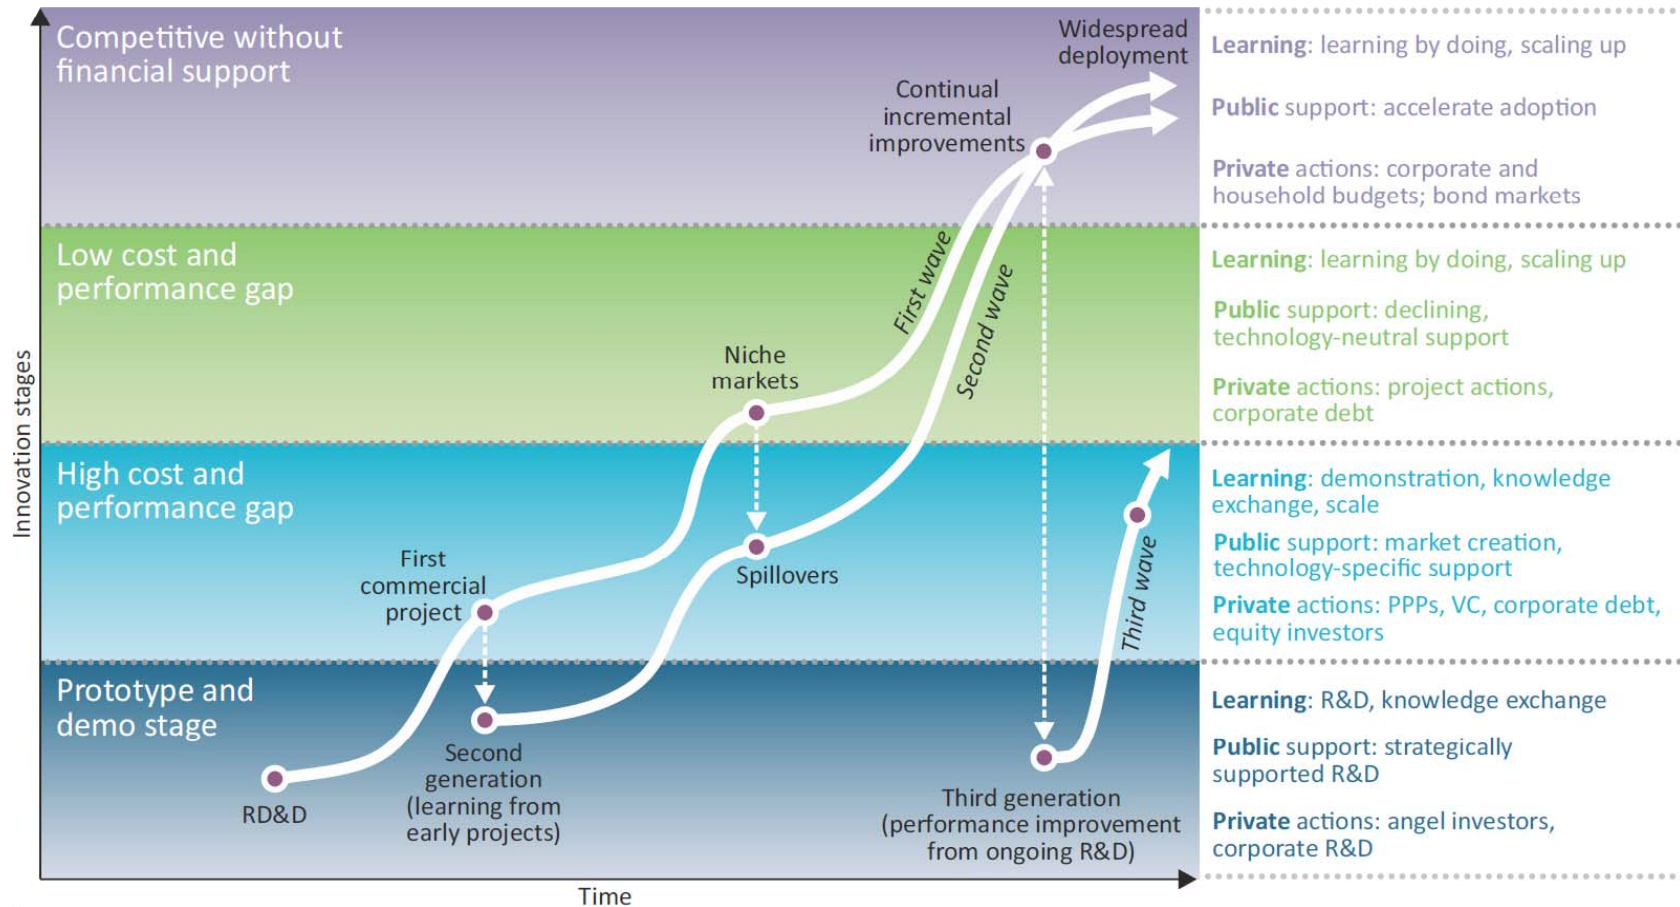 Competitive without
financial support
Widespread
deployment
Continual
incremental
improvements
Learning: learning by doing, scaling up
Public support: accelerate adoption
Private actions: corporate and
household budgets; bond markets
Low cost and
performance gap
First wave
Second wave
Niche
markets
Learning: learning by doing, scaling up
Public support: declining,
technology-neutral support
Private actions: project actions,
corporate debt
High cost and
performance gap
First
commercial
project
Spillovers
Third wave
Learning: demonstration, knowledge
exchange, scale
Public support: market creation,
technology-specific support
Private actions: PPPs, VC, corporate debt,
equity investors
Prototype and
demo stage
RD&D
Second
generation
(learning from
early projects)
Third generation
(performance improvement
from ongoing R&D)
Learning: R&D, knowledge exchange
Public support: strategically
supported R&D
Private actions: angel investors,
corporate R&D
Innovation stages
Time